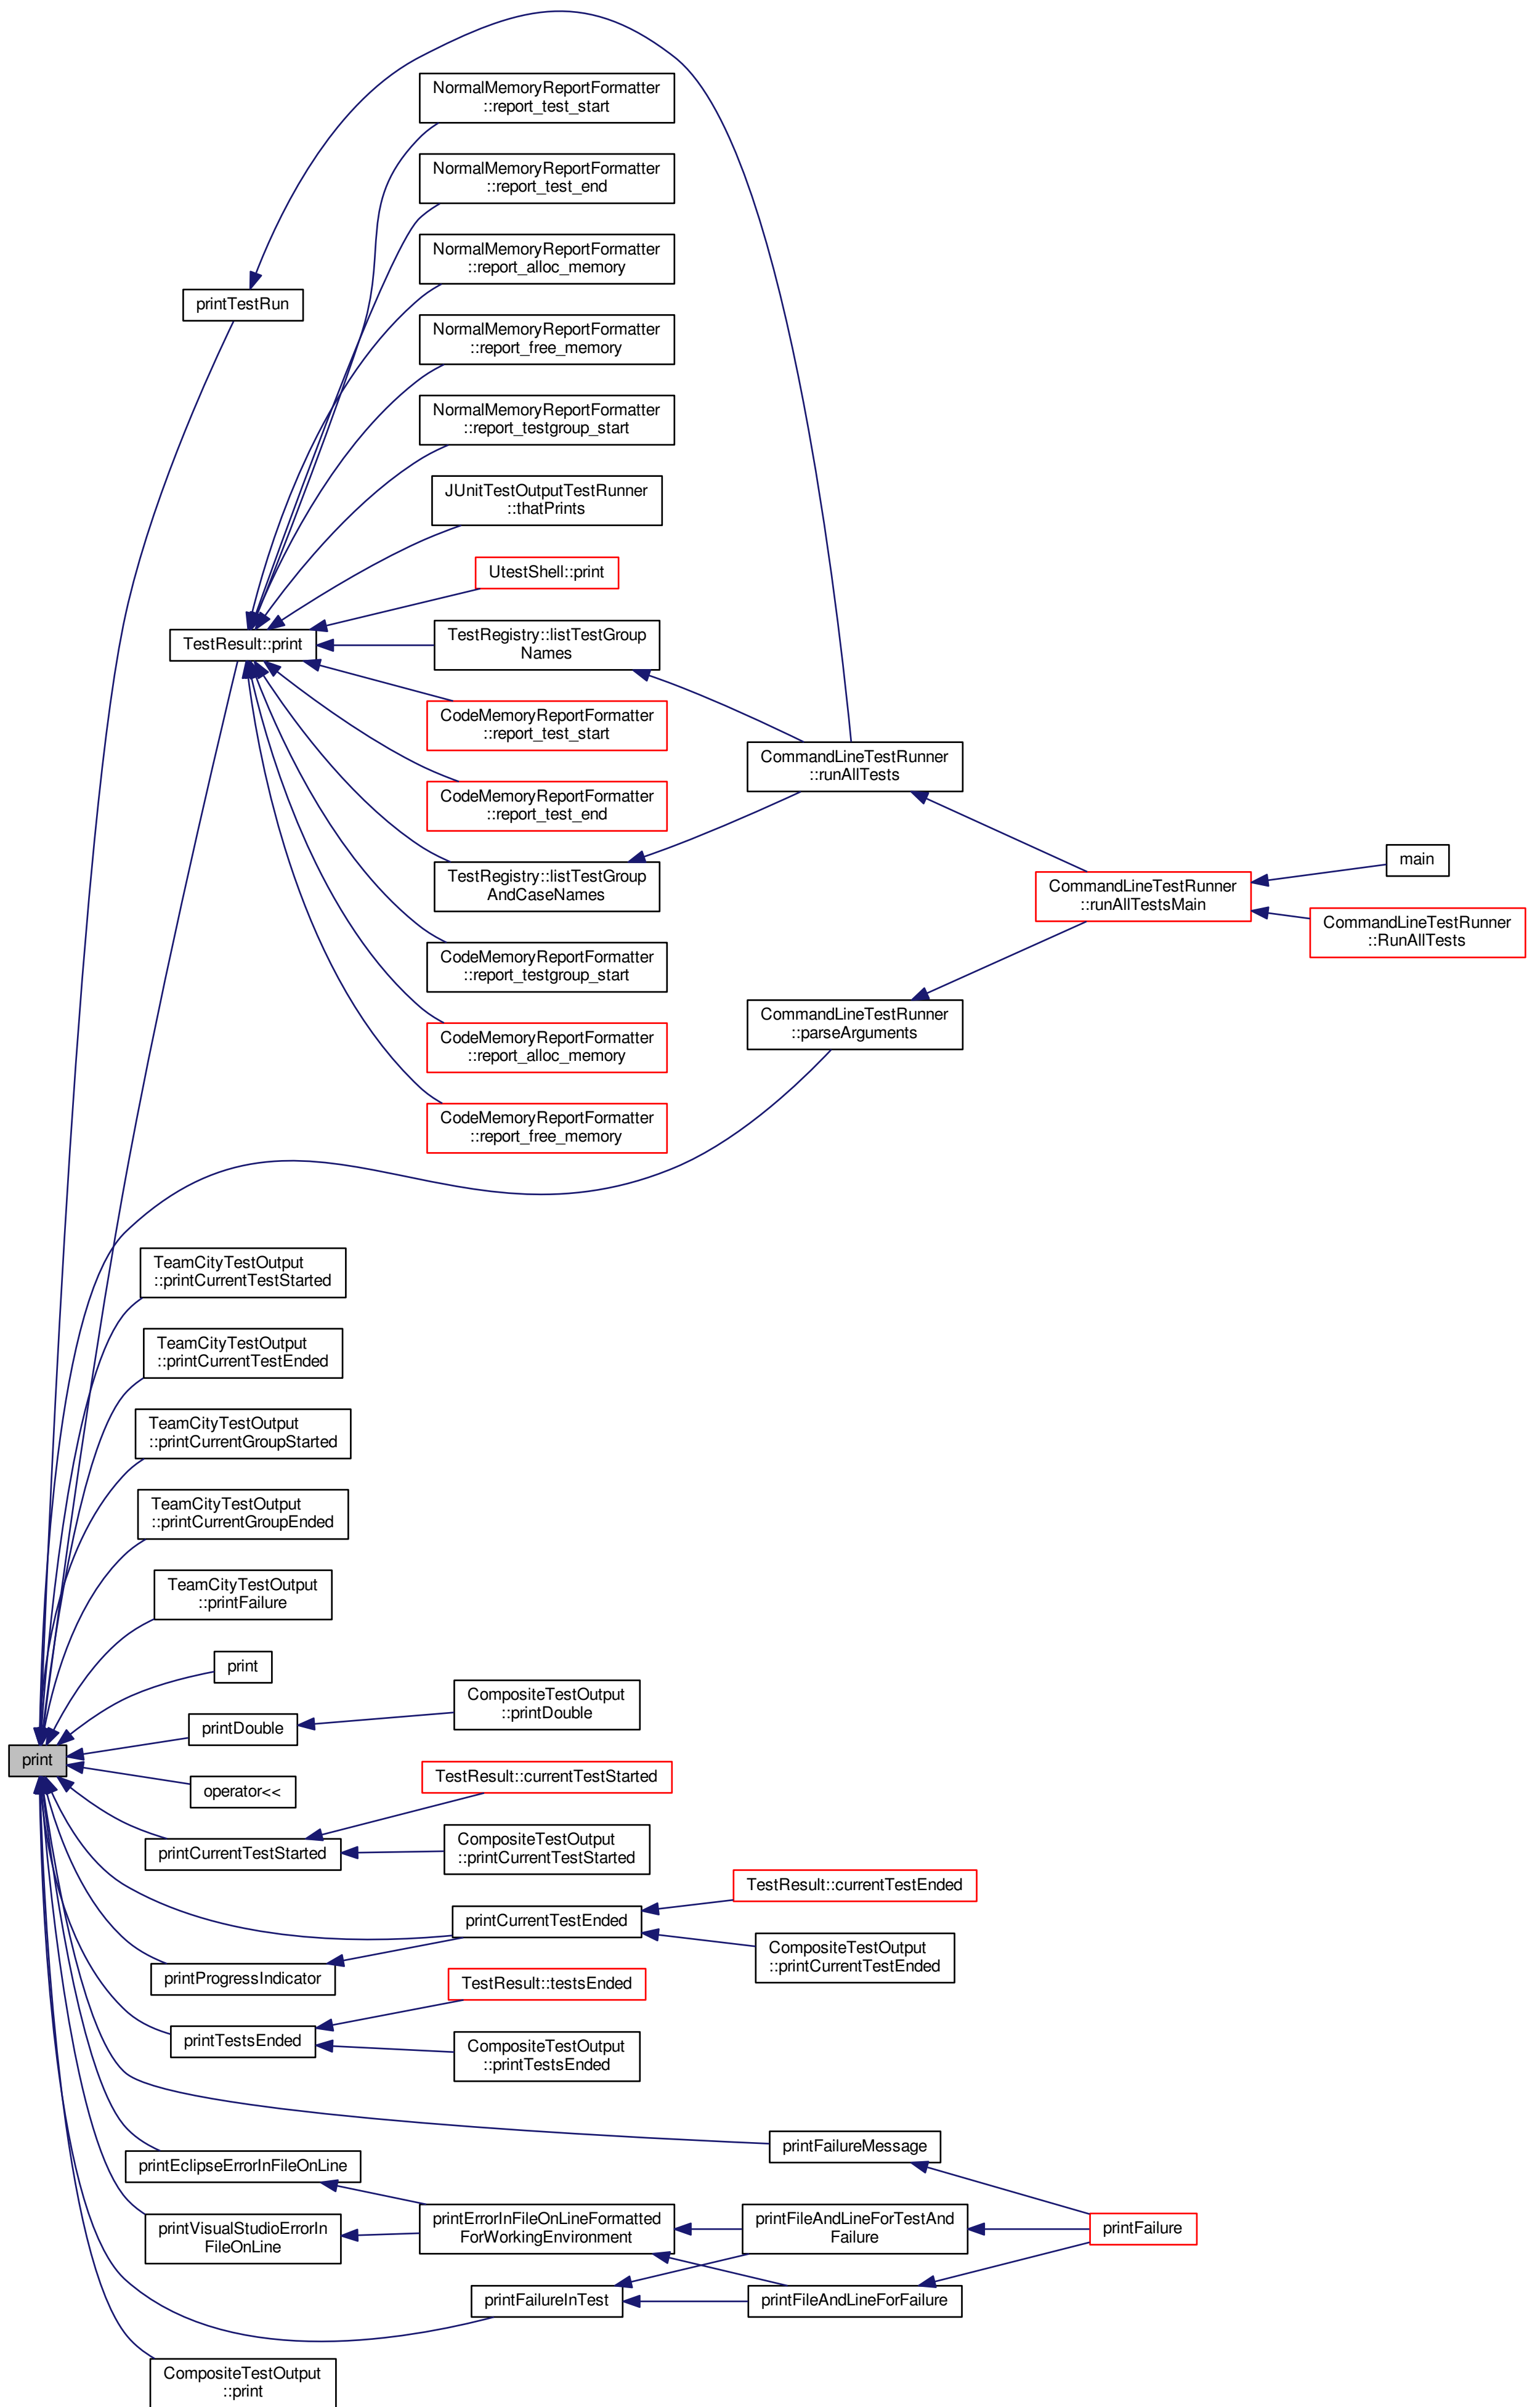 NormalMemoryReportFormatter
::report_test_start
NormalMemoryReportFormatter
::report_test_end
NormalMemoryReportFormatter
::report_alloc_memory
printTestRun
NormalMemoryReportFormatter
::report_free_memory
NormalMemoryReportFormatter
::report_testgroup_start
JUnitTestOutputTestRunner
::thatPrints
UtestShell::print
TestResult::print
TestRegistry::listTestGroup
Names
CodeMemoryReportFormatter
::report_test_start
CommandLineTestRunner
::runAllTests
CodeMemoryReportFormatter
::report_test_end
main
TestRegistry::listTestGroup
AndCaseNames
CommandLineTestRunner
::runAllTestsMain
CommandLineTestRunner
::RunAllTests
CodeMemoryReportFormatter
::report_testgroup_start
CommandLineTestRunner
::parseArguments
CodeMemoryReportFormatter
::report_alloc_memory
CodeMemoryReportFormatter
::report_free_memory
TeamCityTestOutput
::printCurrentTestStarted
TeamCityTestOutput
::printCurrentTestEnded
TeamCityTestOutput
::printCurrentGroupStarted
TeamCityTestOutput
::printCurrentGroupEnded
TeamCityTestOutput
::printFailure
print
CompositeTestOutput
::printDouble
printDouble
print
TestResult::currentTestStarted
operator<<
CompositeTestOutput
::printCurrentTestStarted
printCurrentTestStarted
TestResult::currentTestEnded
printCurrentTestEnded
CompositeTestOutput
::printCurrentTestEnded
printProgressIndicator
TestResult::testsEnded
printTestsEnded
CompositeTestOutput
::printTestsEnded
printFailureMessage
printEclipseErrorInFileOnLine
printVisualStudioErrorIn
FileOnLine
printErrorInFileOnLineFormatted
ForWorkingEnvironment
printFileAndLineForTestAnd
Failure
printFailure
printFailureInTest
printFileAndLineForFailure
CompositeTestOutput
::print